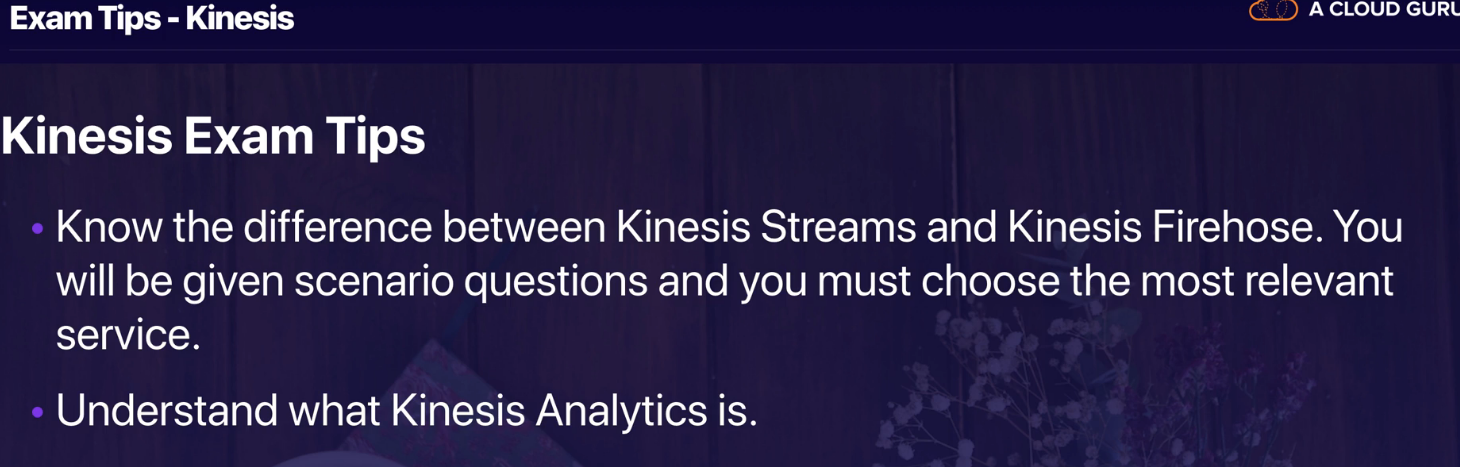 Exam Tips - Kinesis
A CLOUD GURU
Kinesis Exam Tips
• Know the difference between Kinesis Streams and Kinesis Firehose. You
will be given scenario questions and you must choose the most relevant
service.
• Understand what Kinesis Analytics is.